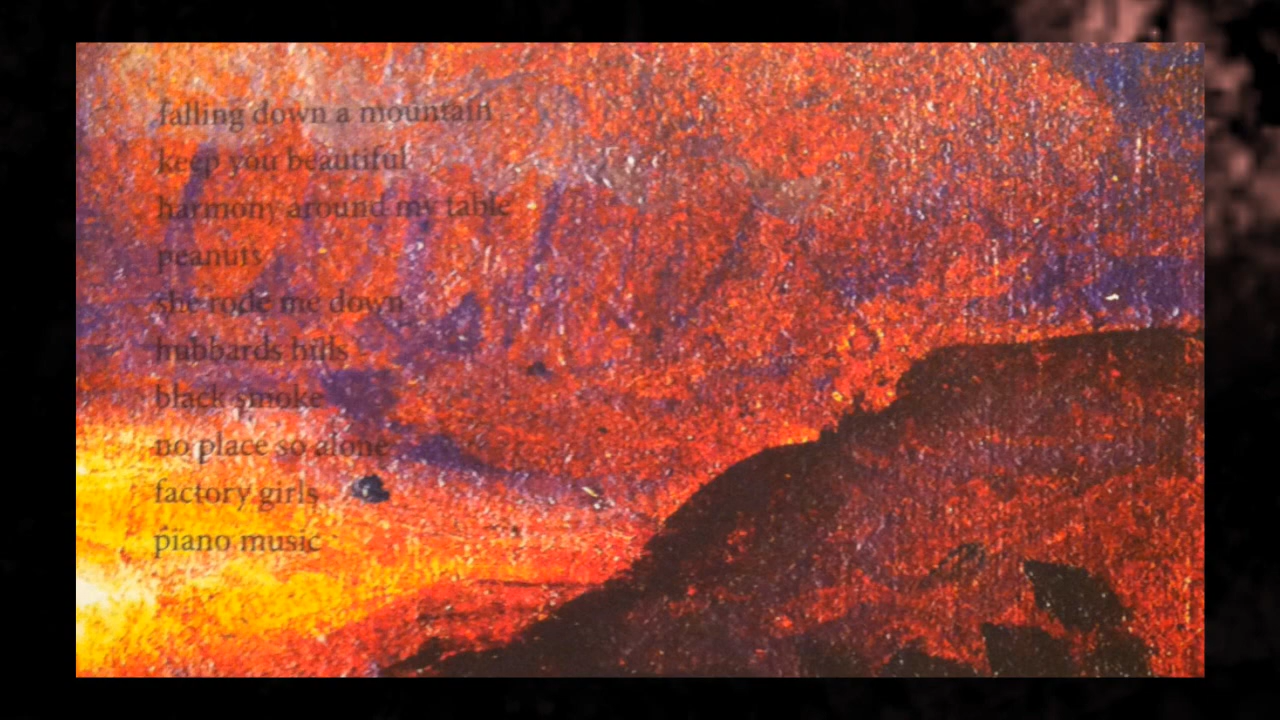 falling down a mountain
keep you beautiful
harmony around my table
peanuts
she rode me down
hubbards hills
black smoke
no place so alone
factory girls
piano music